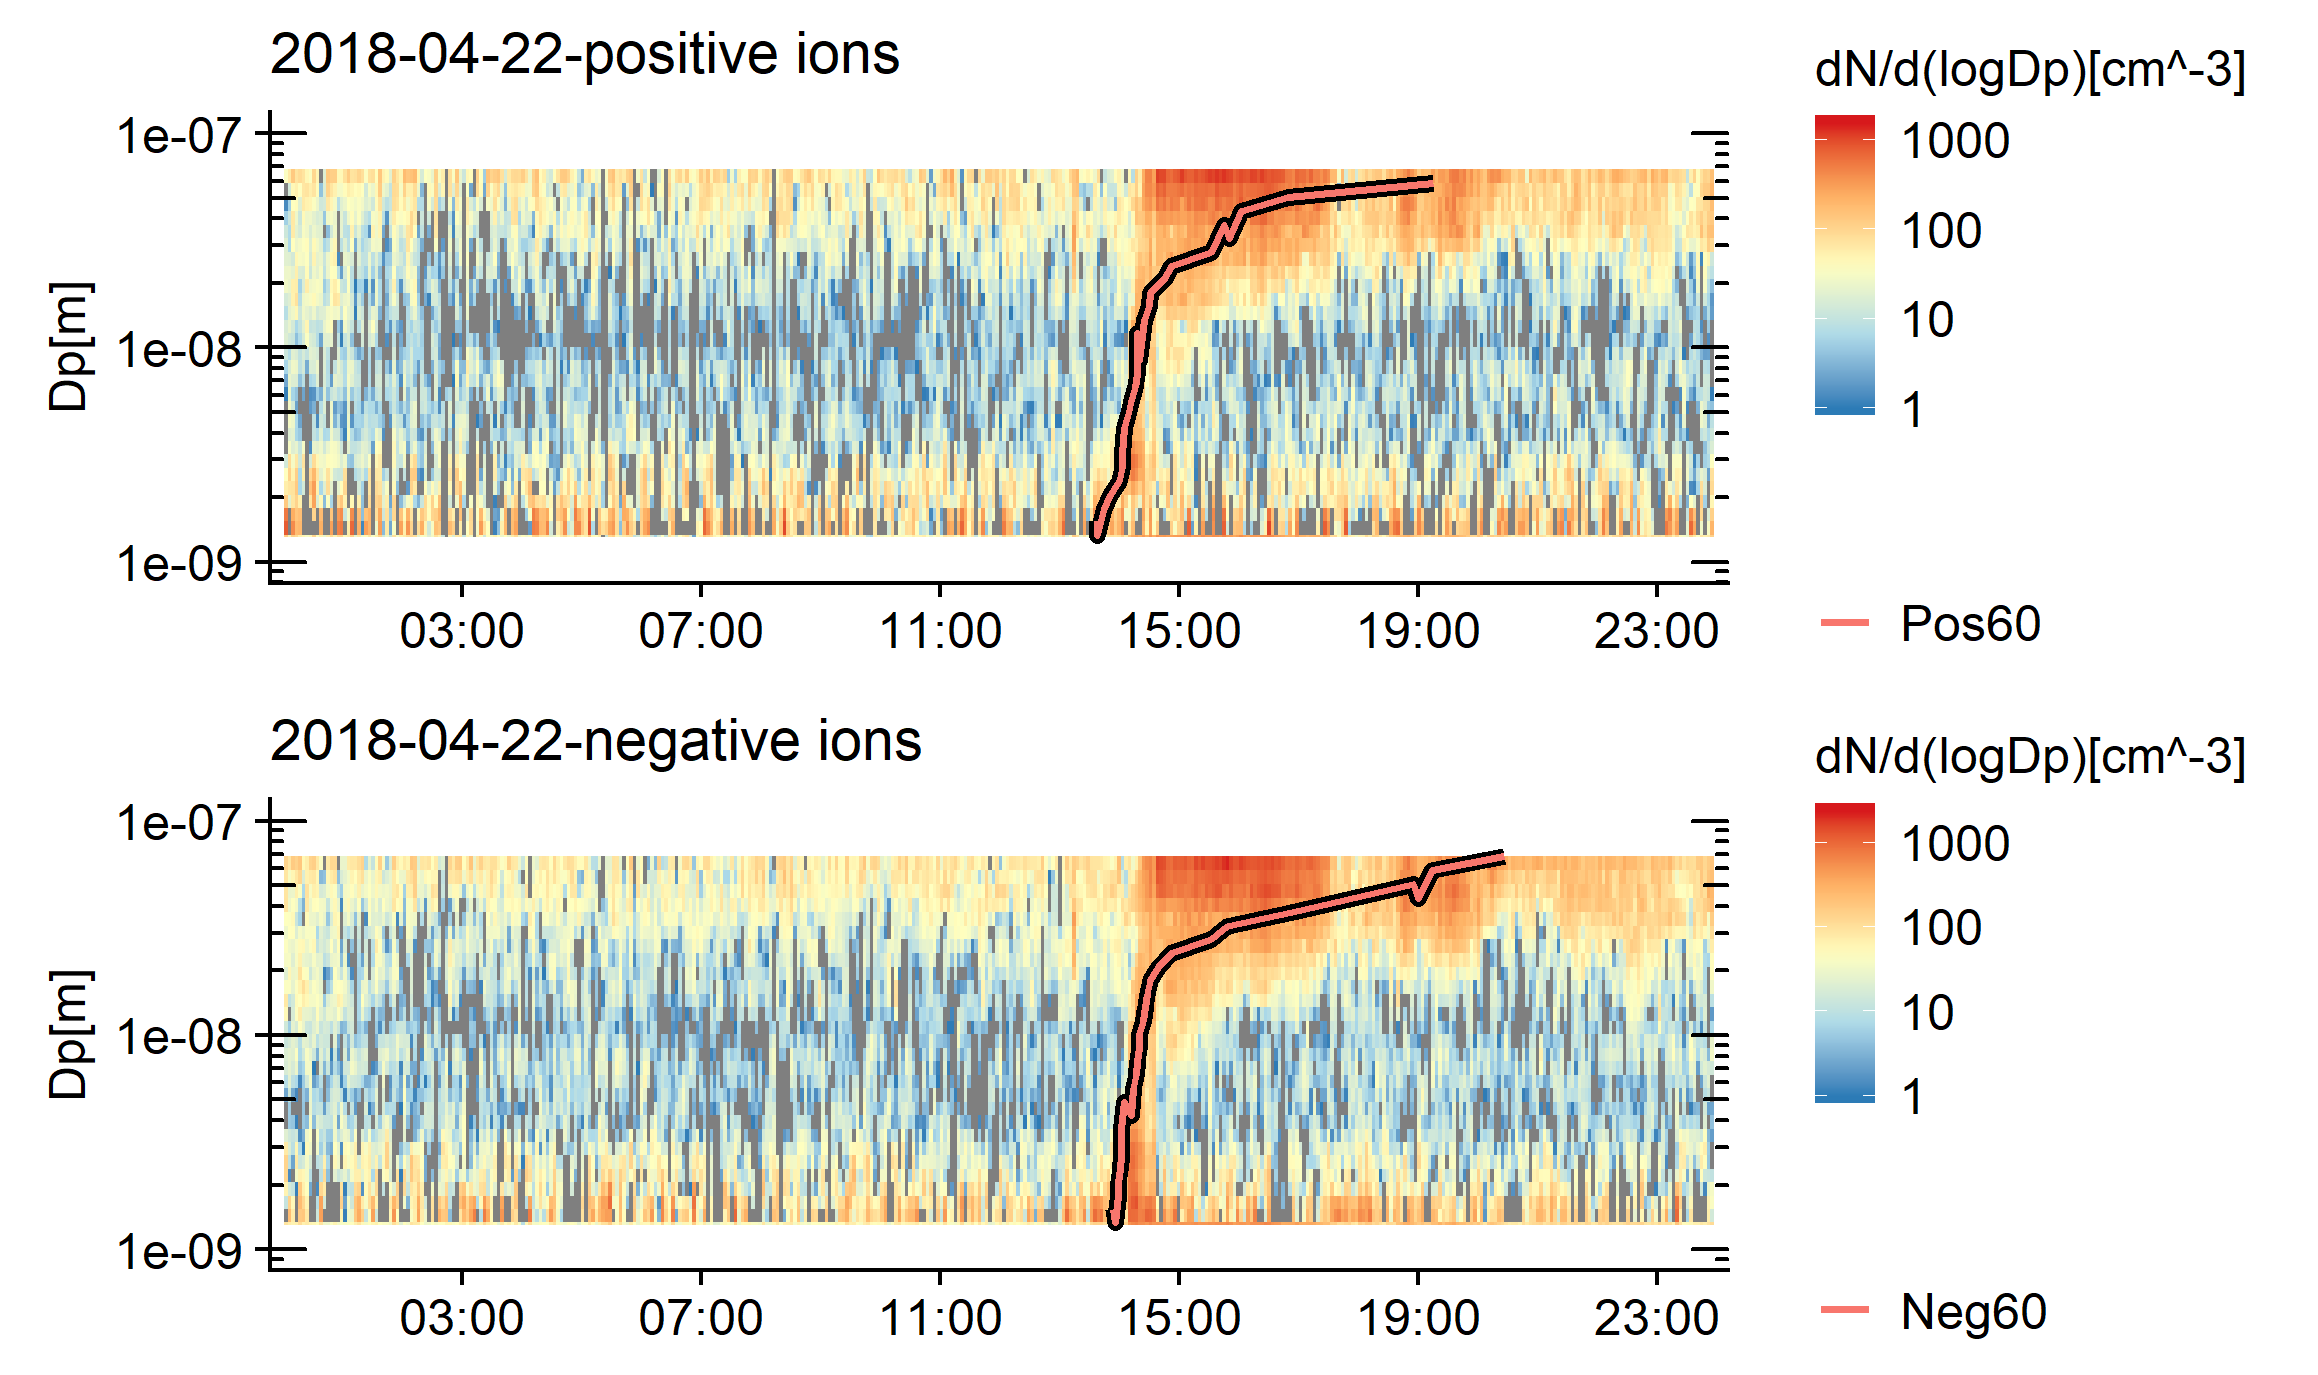 2018-04-22-positive ions
dN/d(logDp)[cm^-3]
1000
100
10
1
Pos60
Dp[m]
1e-07
1e-08
1e-09
03:00 07:00 11:00 15:00 19:00 23:00
2018-04-22-negative ions
dN/d(logDp)[cm^-3]
1000
100
10
1
Neg60
Dp[m]
1e-07
1e-08
1e-09
03:00 07:00 11:00 15:00 19:00 23:00